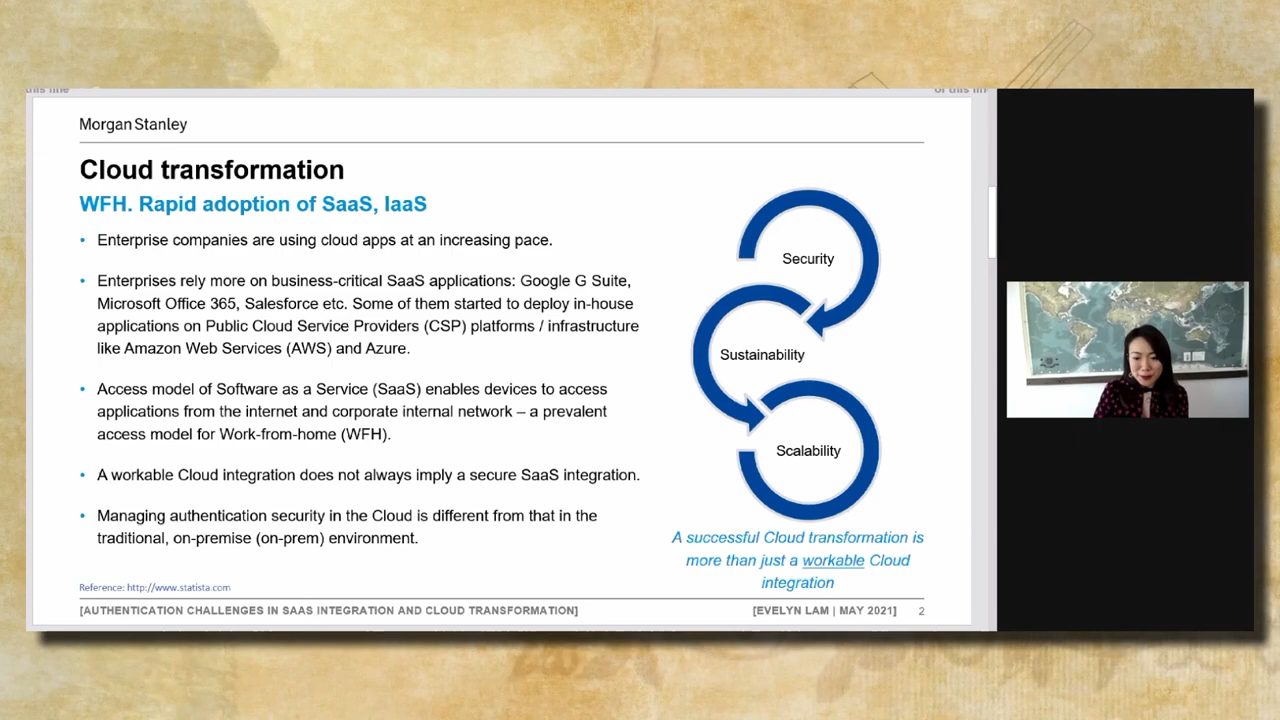 this line
of this line
Morgan Stanley
Cloud transformation
WFH. Rapid adoption of SaaS, IaaS
• Enterprise companies are using cloud apps at an increasing pace.
• Enterprises rely more on business-critical SaaS applications: Google G Suite,
Microsoft Office 365, Salesforce etc. Some of them started to deploy in-house
applications on Public Cloud Service Providers (CSP) platforms / infrastructure
like Amazon Web Services (AWS) and Azure.
• Access model of Software as a Service (SaaS) enables devices to access
applications from the internet and corporate internal network – a prevalent
access model for Work-from-home (WFH).
• A workable Cloud integration does not always imply a secure SaaS integration.
• Managing authentication security in the Cloud is different from that in the
traditional, on-premise (on-prem) environment.
Security
Sustainability
Scalability
A successful Cloud transformation is
more than just a workable Cloud
integration
Reference: http://www.statista.com
[AUTHENTICATION CHALLENGES IN SAAS INTEGRATION AND CLOUD TRANSFORMATION]
[EVELYN LAM | MAY 2021] 2